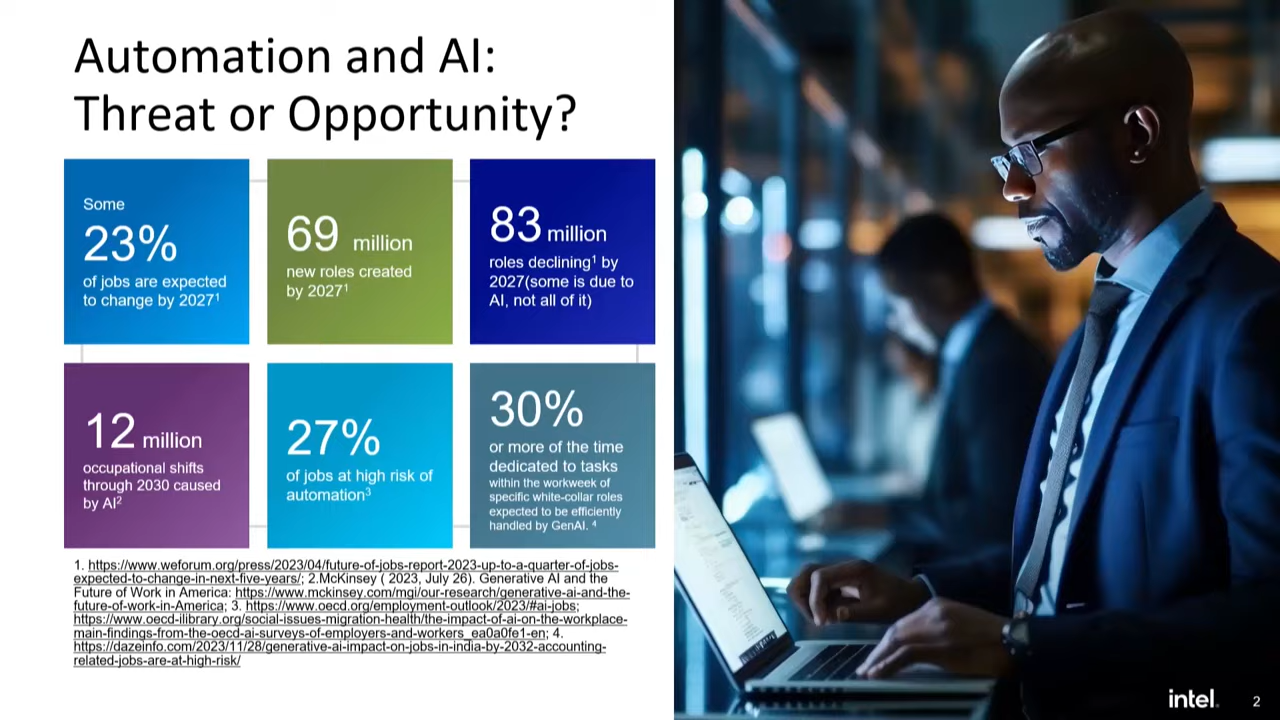 Automation and AI:
Threat or Opportunity?
Some
23%
of jobs are expected
to change by 2027¹
69 million
new roles created
by 2027¹
83 million
roles declining¹ by
2027(some is due to
AI, not all of it)
12 million
occupational shifts
through 2030 caused
by AI²
27%
of jobs at high risk of
automation³
30%
or more of the time
dedicated to tasks
within the workweek of
specific white-collar roles
expected to be efficiently
handled by GenAI. ⁴
1. https://www.weforum.org/press/2023/04/future-of-jobs-report-2023-up-to-a-quarter-of-jobs-
expected-to-change-in-next-five-years/; 2.McKinsey ( 2023, July 26). Generative AI and the
Future of Work in America: https://www.mckinsey.com/mgi/our-research/generative-ai-and-the-
future-of-work-in-America; 3. https://www.oecd.org/employment-outlook/2023/#ai-jobs;
https://www.oecd-ilibrary.org/social-issues-migration-health/the-impact-of-ai-on-the-workplace-
main-findings-from-the-oecd-ai-surveys-of-employers-and-workers_ea0a0fe1-en; 4.
https://dazeinfo.com/2023/11/28/generative-ai-impact-on-jobs-in-india-by-2032-accounting-
related-jobs-are-at-high-risk/
intel.
2